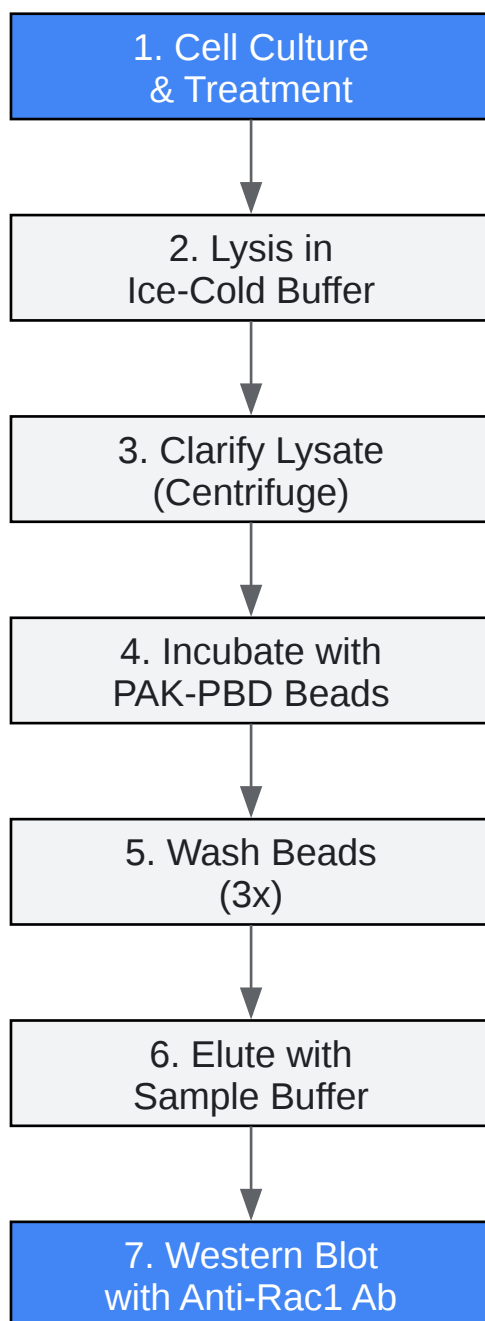 1. Cell Culture
& Treatment
2. Lysis in
Ice-Cold Buffer
3. Clarify Lysate
(Centrifuge)
4. Incubate with
PAK-PBD Beads
5. Wash Beads
(3x)
6. Elute with
Sample Buffer
7. Western Blot
with Anti-Rac1 Ab